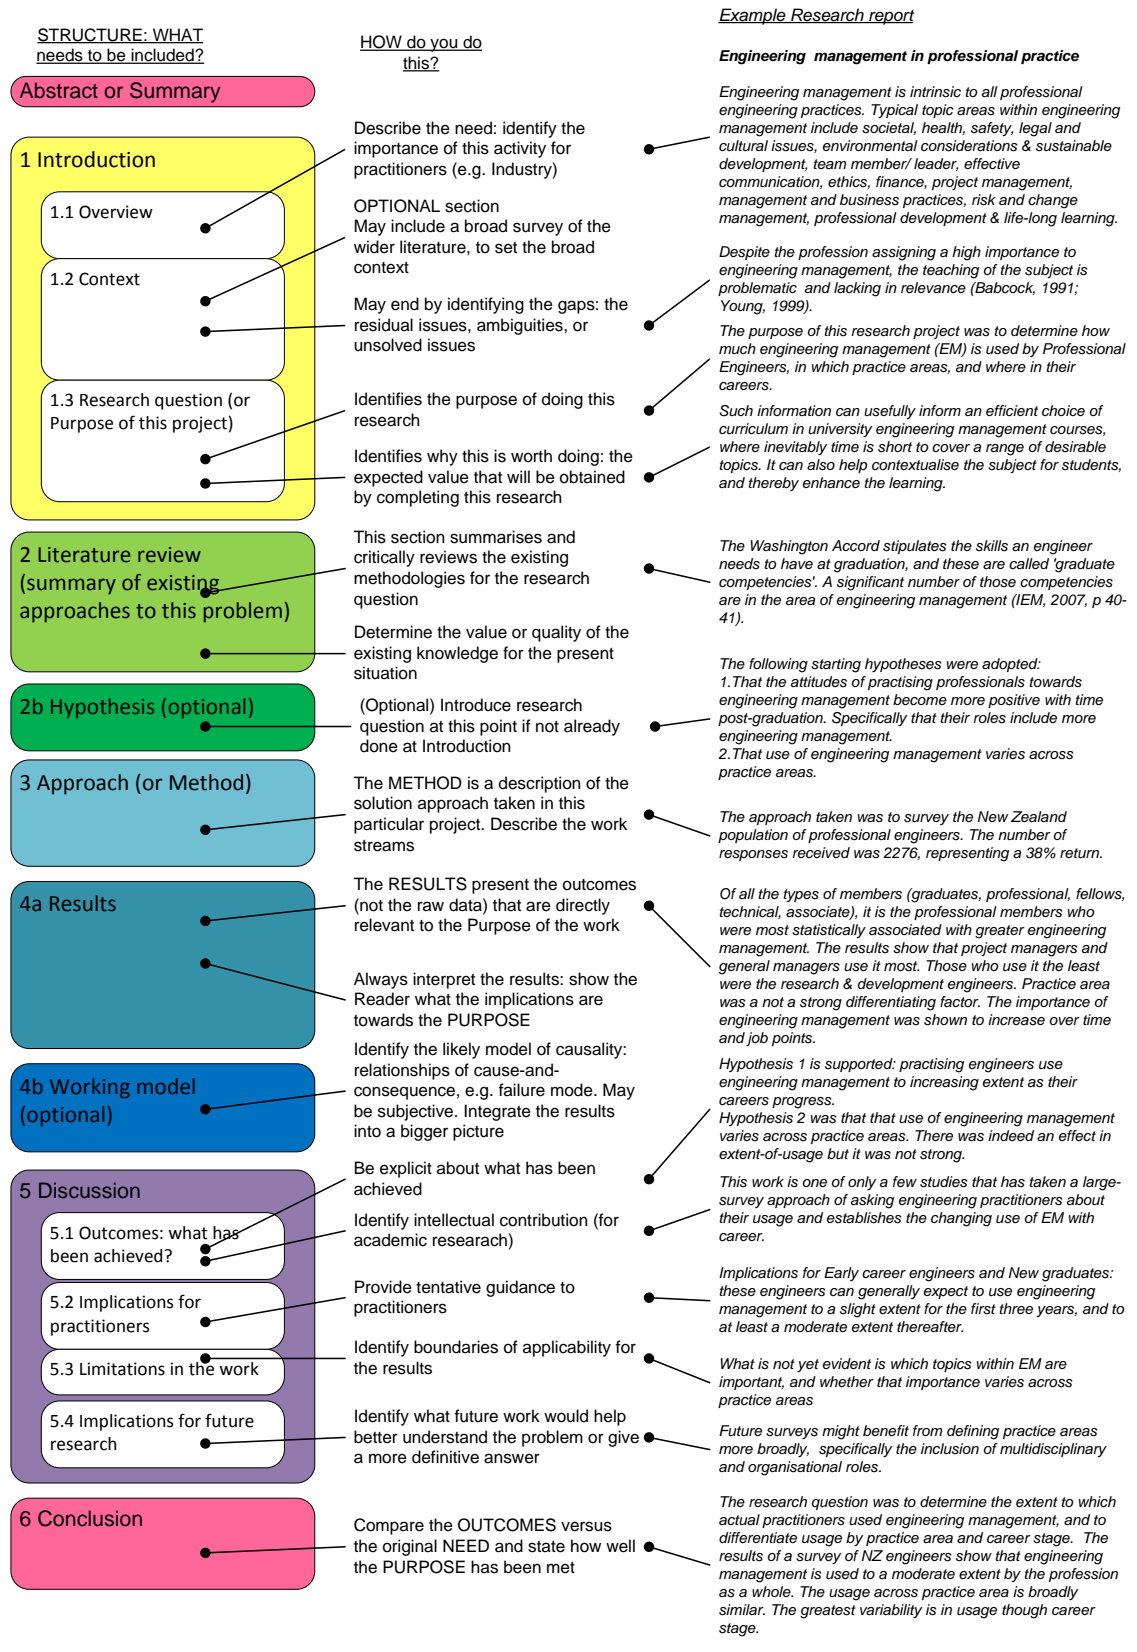 STRUCTURE: WHAT
needs to be included?
Abstract or Summary
1 Introduction
1.1 Overview
1.2 Context
1.3 Research question (or
Purpose of this project)
2 Literature review
(summary of existing
approaches to this problem)
2b Hypothesis (optional)
3 Approach (or Method)
4a Results
4b Working model
(optional)
5 Discussion
5.1 Outcomes: what has
been achieved?
5.2 Implications for
practitioners
5.3 Limitations in the work
5.4 Implications for future
research
6 Conclusion
HOW do you do
this?
Describe the need: identify the
importance of this activity for
practitioners (e.g. Industry)
OPTIONAL section
May include a broad survey of the
wider literature, to set the broad
context
May end by identifying the gaps: the
residual issues, ambiguities, or
unsolved issues
Identifies the purpose of doing this
research
Identifies why this is worth doing: the
expected value that will be obtained
by completing this research
This section summarises and
critically reviews the existing
methodologies for the research
question
Determine the value or quality of the
existing knowledge for the present
situation
(Optional) Introduce research
question at this point if not already
done at Introduction
The METHOD is a description of the
solution approach taken in this
particular project. Describe the work
streams
The RESULTS present the outcomes
(not the raw data) that are directly
relevant to the Purpose of the work
Always interpret the results: show the
Reader what the implications are
towards the PURPOSE
Identify the likely model of causality:
relationships of cause-and-
consequence, e.g. failure mode. May
be subjective. Integrate the results
into a bigger picture
Be explicit about what has been
achieved
Identify intellectual contribution (for
academic researach)
Provide tentative guidance to
practitioners
Identify boundaries of applicability for
the results
Identify what future work would help
better understand the problem or give
a more definitive answer
Compare the OUTCOMES versus
the original NEED and state how well
the PURPOSE has been met
Example Research report
Engineering management in professional practice
Engineering management is intrinsic to all professional
engineering practices. Typical topic areas within engineering
management include societal, health, safety, legal and
cultural issues, environmental considerations & sustainable
development, team member/ leader, effective
communication, ethics, finance, project management,
management and business practices, risk and change
management, professional development & life-long learning.
Despite the profession assigning a high importance to
engineering management, the teaching of the subject is
problematic and lacking in relevance (Babcock, 1991;
Young, 1999).
The purpose of this research project was to determine how
much engineering management (EM) is used by Professional
Engineers, in which practice areas, and where in their
careers.
Such information can usefully inform an efficient choice of
curriculum in university engineering management courses,
where inevitably time is short to cover a range of desirable
topics. It can also help contextualise the subject for students,
and thereby enhance the learning.
The Washington Accord stipulates the skills an engineer
needs to have at graduation, and these are called 'graduate
competencies'. A significant number of those competencies
are in the area of engineering management (IEM, 2007, p 40-
41).
The following starting hypotheses were adopted:
1.That the attitudes of practising professionals towards
engineering management become more positive with time
post-graduation. Specifically that their roles include more
engineering management.
2.That use of engineering management varies across
practice areas.
The approach taken was to survey the New Zealand
population of professional engineers. The number of
responses received was 2276, representing a 38% return.
Of all the types of members (graduates, professional, fellows,
technical, associate), it is the professional members who
were most statistically associated with greater engineering
management. The results show that project managers and
general managers use it most. Those who use it the least
were the research & development engineers. Practice area
was a not a strong differentiating factor. The importance of
engineering management was shown to increase over time
and job points.
Hypothesis 1 is supported: practising engineers use
engineering management to increasing extent as their
careers progress.
Hypothesis 2 was that that use of engineering management
varies across practice areas. There was indeed an effect in
extent-of-usage but it was not strong.
This work is one of only a few studies that has taken a large-
survey approach of asking engineering practitioners about
their usage and establishes the changing use of EM with
career.
Implications for Early career engineers and New graduates:
these engineers can generally expect to use engineering
management to a slight extent for the first three years, and to
at least a moderate extent thereafter.
What is not yet evident is which topics within EM are
important, and whether that importance varies across
practice areas
Future surveys might benefit from defining practice areas
more broadly, specifically the inclusion of multidisciplinary
and organisational roles.
The research question was to determine the extent to which
actual practitioners used engineering management, and to
differentiate usage by practice area and career stage. The
results of a survey of NZ engineers show that engineering
management is used to a moderate extent by the profession
as a whole. The usage across practice area is broadly
similar. The greatest variability is in usage though career
stage.